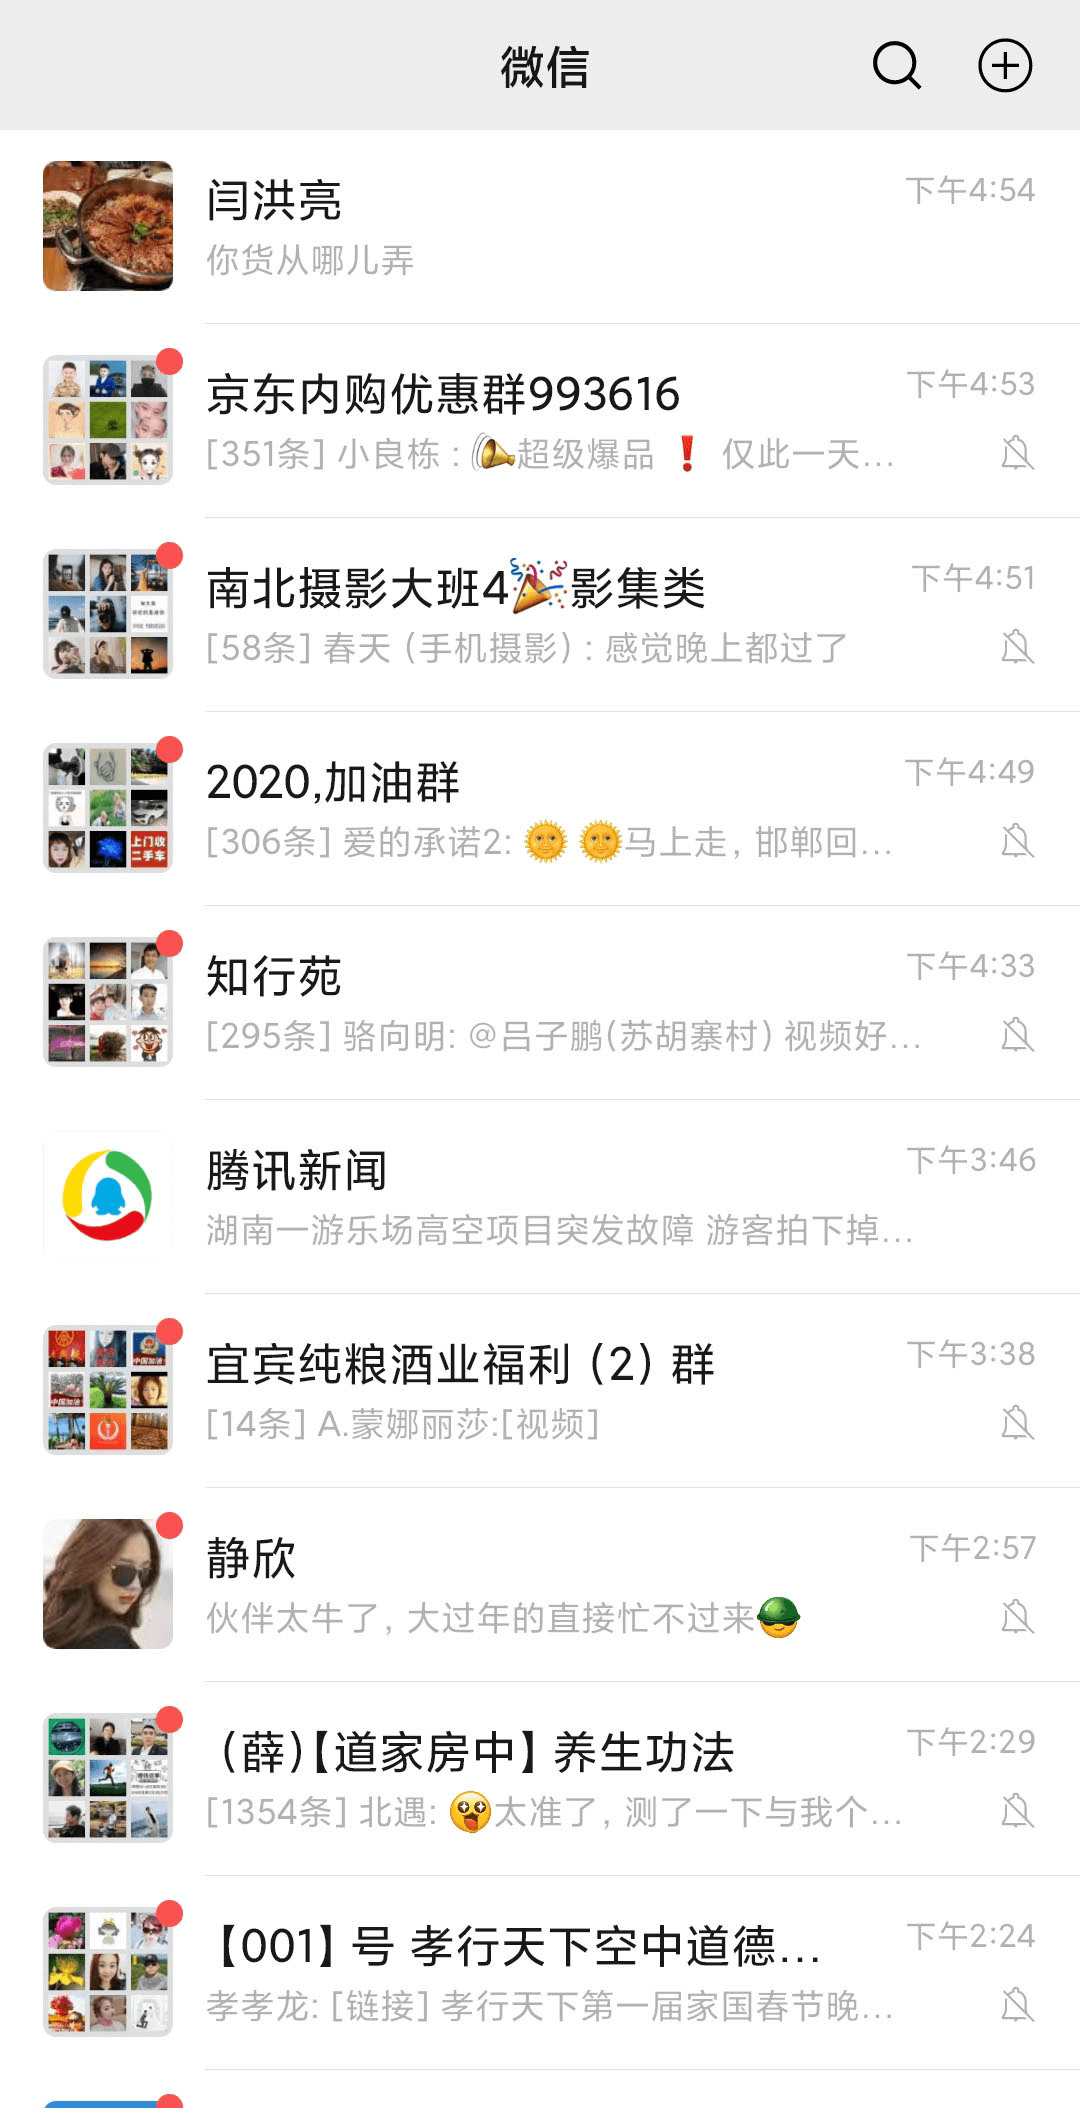 微信
闫洪亮
下午4:54
你货从哪儿弄
京东内购优惠群993616
下午4:53
[351条] 小良栋 : 超级爆品 ❗ 仅此一天...
南北摄影大班4🎉影集类
下午4:51
[58条] 春天 (手机摄影) : 感觉晚上都过了
2020,加油群
下午4:49
[306条] 爱的承诺2: 🌞 🌞马上走, 邯郸回...
上门收
二手车
知行苑
下午4:33
[295条] 骆向明: @吕子鹏(苏胡寨村) 视频好...
腾讯新闻
下午3:46
湖南一游乐场高空项目突发故障 游客拍下掉...
宜宾纯粮酒业福利 (2) 群
下午3:38
[14条] A.蒙娜丽莎:[视频]
静欣
下午2:57
伙伴太牛了, 大过年的直接忙不过来
(薛)【道家房中】 养生功法
下午2:29
[1354条] 北遇: 太准了, 测了一下与我个...
【001】 号 孝行天下空中道德...
下午2:24
孝孝龙: [链接] 孝行天下第一届家国春节晚...